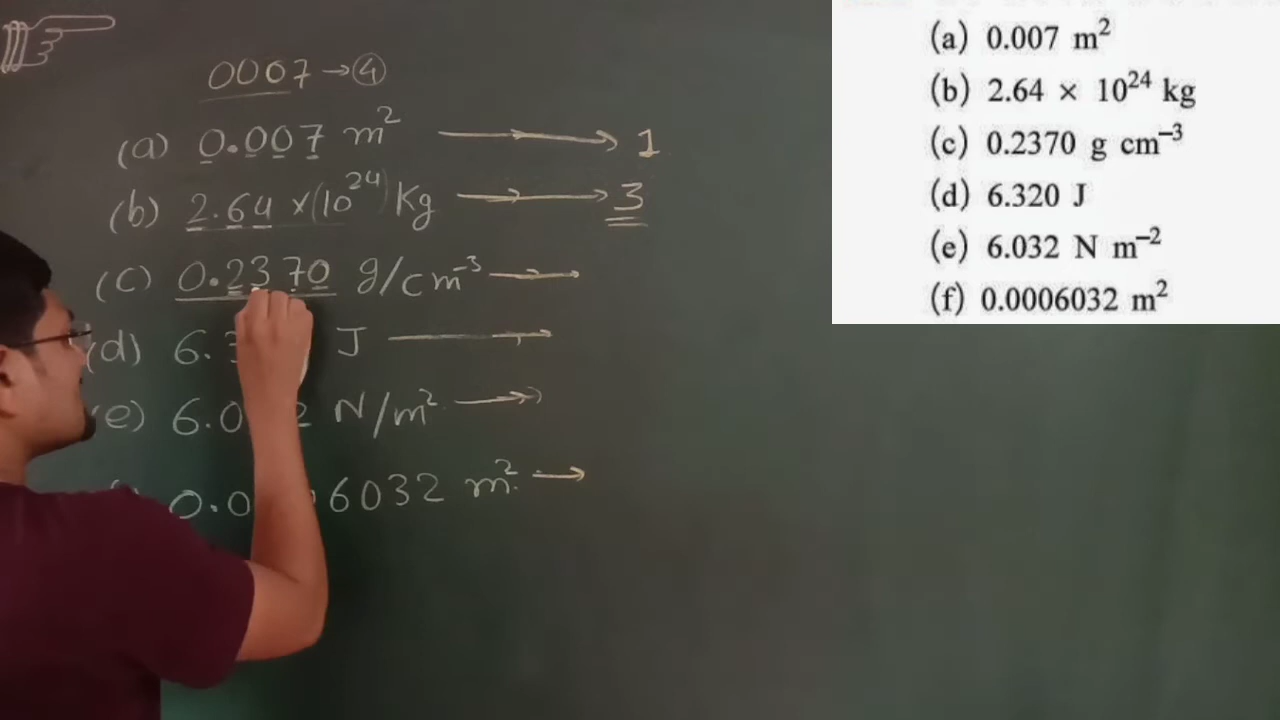 0007 → 4
(a) 0.007 m² → 1
(b) 2.64 ×(10²⁴) Kg → 3
(c) 0.2370 g/cm⁻³ →
(d) 6.3 J →
(e) 6.0 2 N/m² →
0.0 6032 m² →
(a) 0.007 m²
(b) 2.64 × 10²⁴ kg
(c) 0.2370 g cm⁻³
(d) 6.320 J
(e) 6.032 N m⁻²
(f) 0.0006032 m²